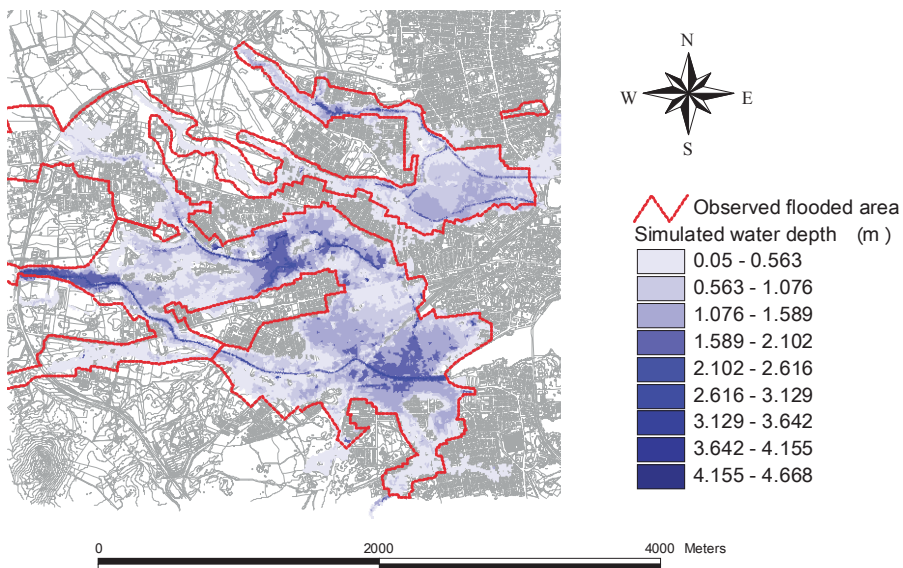 N
W E
S
Observed flooded area
Simulated water depth (m )
0.05 - 0.563
0.563 - 1.076
1.076 - 1.589
1.589 - 2.102
2.102 - 2.616
2.616 - 3.129
3.129 - 3.642
3.642 - 4.155
4.155 - 4.668
0 2000 4000 Meters